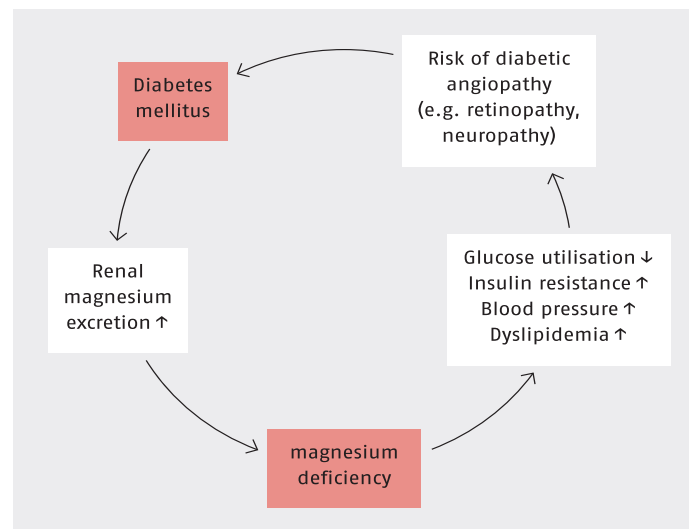 Diabetes
mellitus
Risk of diabetic
angiopathy
(e.g. retinopathy,
neuropathy)
Renal
magnesium
excretion ↑
Glucose utilisation ↓
Insulin resistance ↑
Blood pressure ↑
Dyslipidemia ↑
magnesium
deficiency